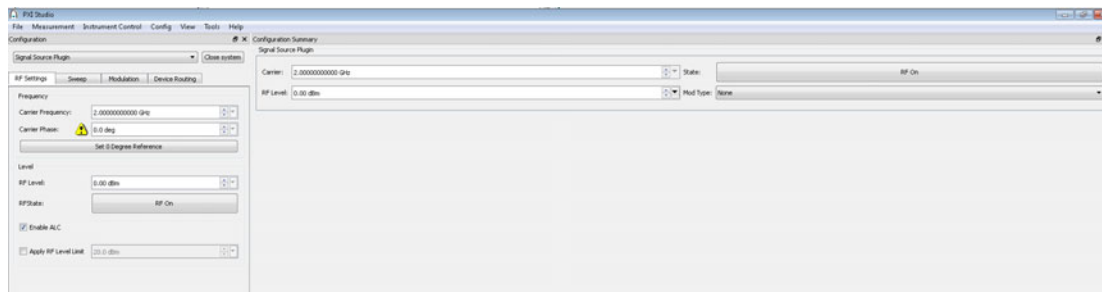 PXI Studio
File Measurement Instrument Control Config View Tools Help
Configuration
Configuration Summary
Signal Source Plugin
Signal Source Plugin Close system
Carrier: 2.00000000000 GHz State: RF On
RF Settings Sweep Modulation Device Routing
RF Level: 0.00 dBm Mod Type: None
Frequency
Carrier Frequency: 2.00000000000 GHz
Carrier Phase: 0.0 deg
Set 0 Degree Reference
Level
RF Level: 0.00 dBm
RFState: RF On
Enable ALC
Apply RF Level Limit 20.0 dBm